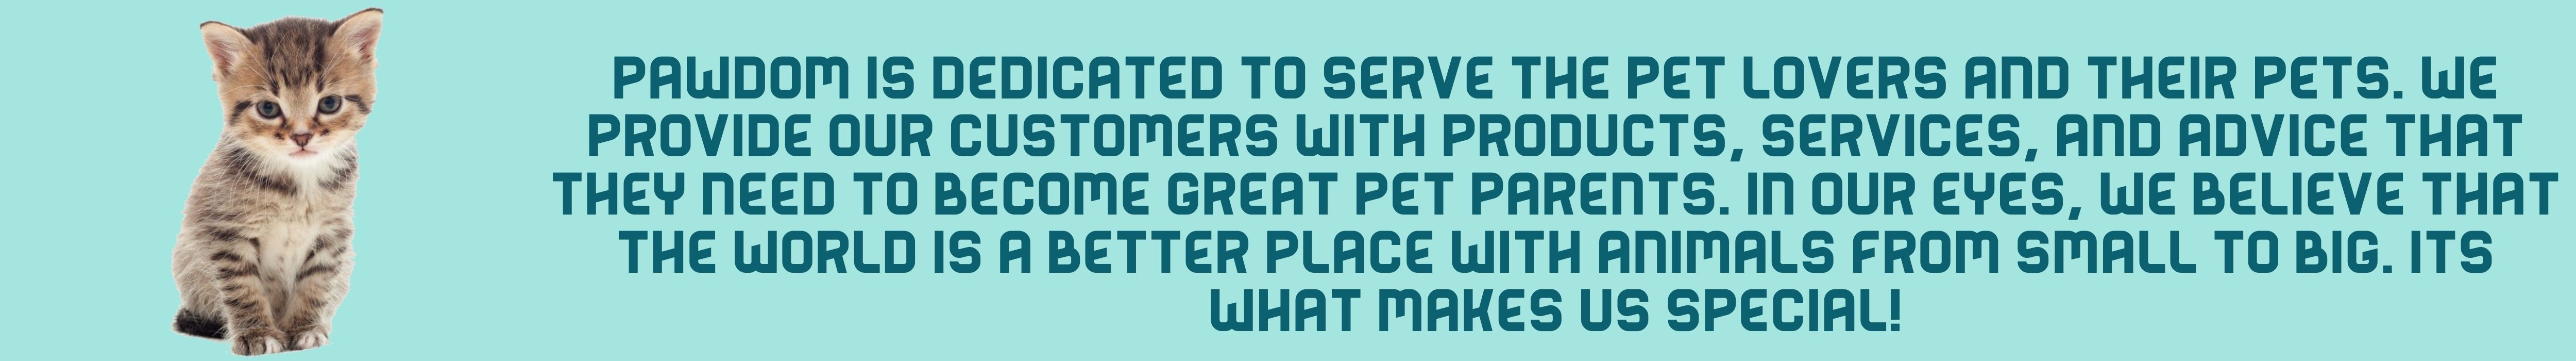 PAWDOM IS DEDICATED TO SERVE THE PET LOVERS AND THEIR PETS. WE
PROVIDE OUR CUSTOMERS WITH PRODUCTS, SERVICES, AND ADVICE THAT
THEY NEED TO BECOME GREAT PET PARENTS. IN OUR EYES, WE BELIEVE THAT
THE WORLD IS A BETTER PLACE WITH ANIMALS FROM SMALL TO BIG. ITS
WHAT MAKES US SPECIAL!